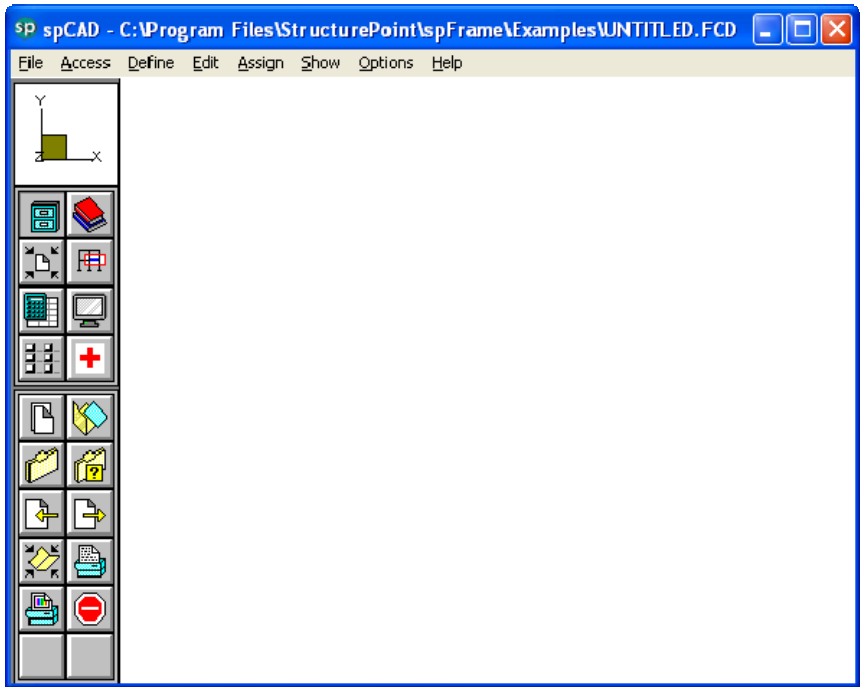 sp spCAD - C:\Program Files\StructurePoint\spFrame\Examples\UNTITLED.FCD
File Access Define Edit Assign Show Options Help
Y
Z X
?